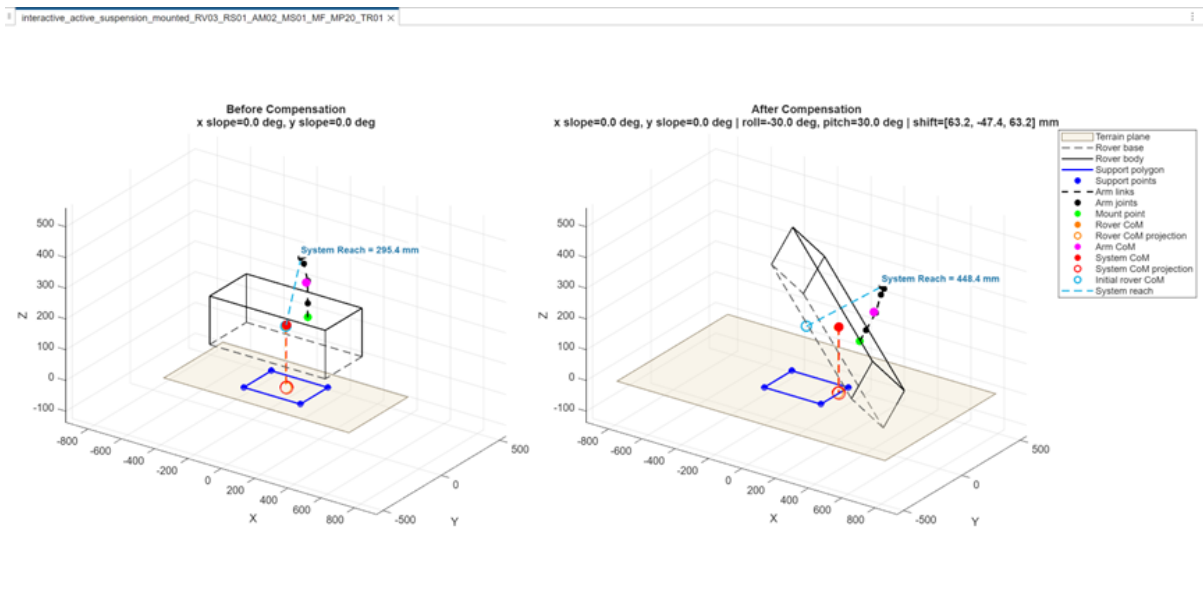 interactive_active_suspension_mounted_RV03_RS01_AM02_MS01_MF_MP20_TR01 ×
Before Compensation
x slope=0.0 deg, y slope=0.0 deg
System Reach = 295.4 mm
500
400
300
200
100
0
-100
Z
-800
-600
-400
-200
0
200
400
600
800
X
-500
0
500
Y
After Compensation
x slope=0.0 deg, y slope=0.0 deg | roll=-30.0 deg, pitch=30.0 deg | shift=[63.2, -47.4, 63.2] mm
System Reach = 448.4 mm
500
400
300
200
100
0
-100
Z
-800
-600
-400
-200
0
200
400
600
800
X
-500
0
500
Y
Terrain plane
Rover base
Rover body
Support polygon
Support points
Arm links
Arm joints
Mount point
Rover CoM
Rover CoM projection
Arm CoM
System CoM
System CoM projection
Initial rover CoM
System reach